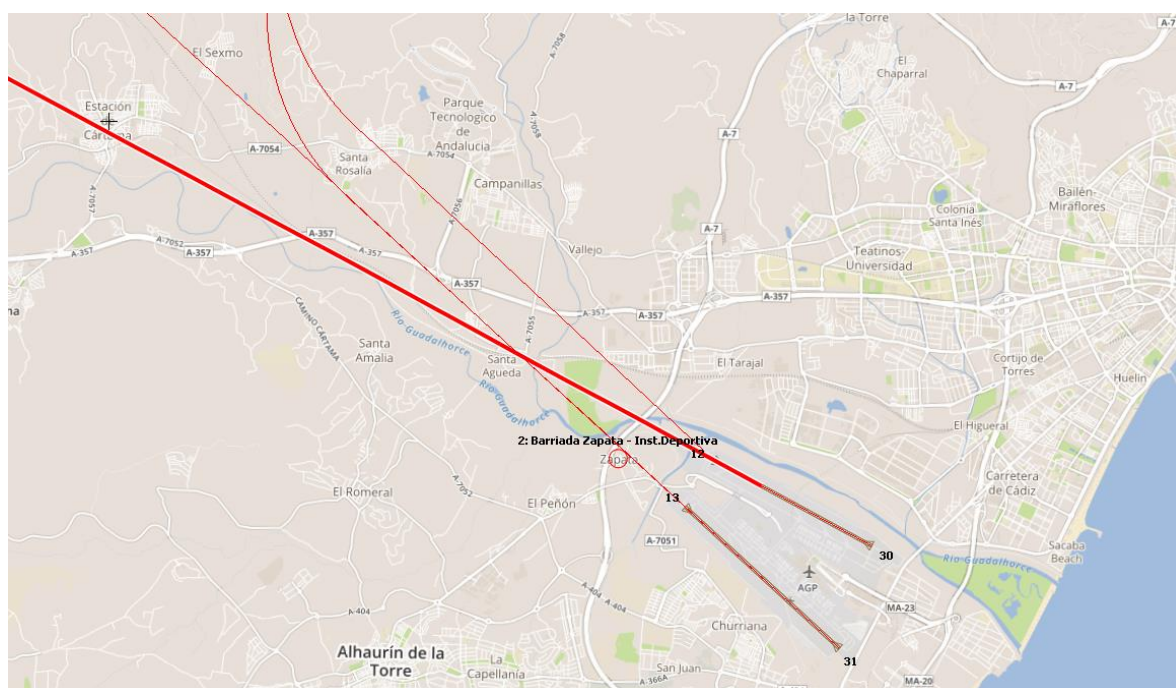 la Torre
El
Chaparral
A-7
El Sexmo
A-7058
Estación
Cártama
Parque
Tecnologico
de
Andalucía
A-7058
A-7
Santa
Rosalía
A-7054
A-7054
Campanillas
Bailén-
Miraflores
Colonia
Santa Inés
A-7057
A-7056
A-7
Vallejo
Teatinos-
Universidad
A-357
A-7052
A-357
A-357
A-357
A-357
A-357
A-357
na
CAMINO CÁRTAMA
Río Guadalhorce
A-7055
Santa
Amalia
Santa
Agueda
El Tarajal
Cortijo de
Torres
Huelin
Río Guadalhorce
El Higueral
2: Barriada Zapata - Inst.Deportiva
Zapata
12
Carretera
de Cádiz
El Romeral
A-7052
El Peñón
13
A-7051
30
Sacaba
Beach
Río Guadalhorce
AGP
A-404
A-404
A-404
MA-23
Churriana
Alhaurín de la
Torre
La
Capellanía
San Juan
A-366A
31
MA-20